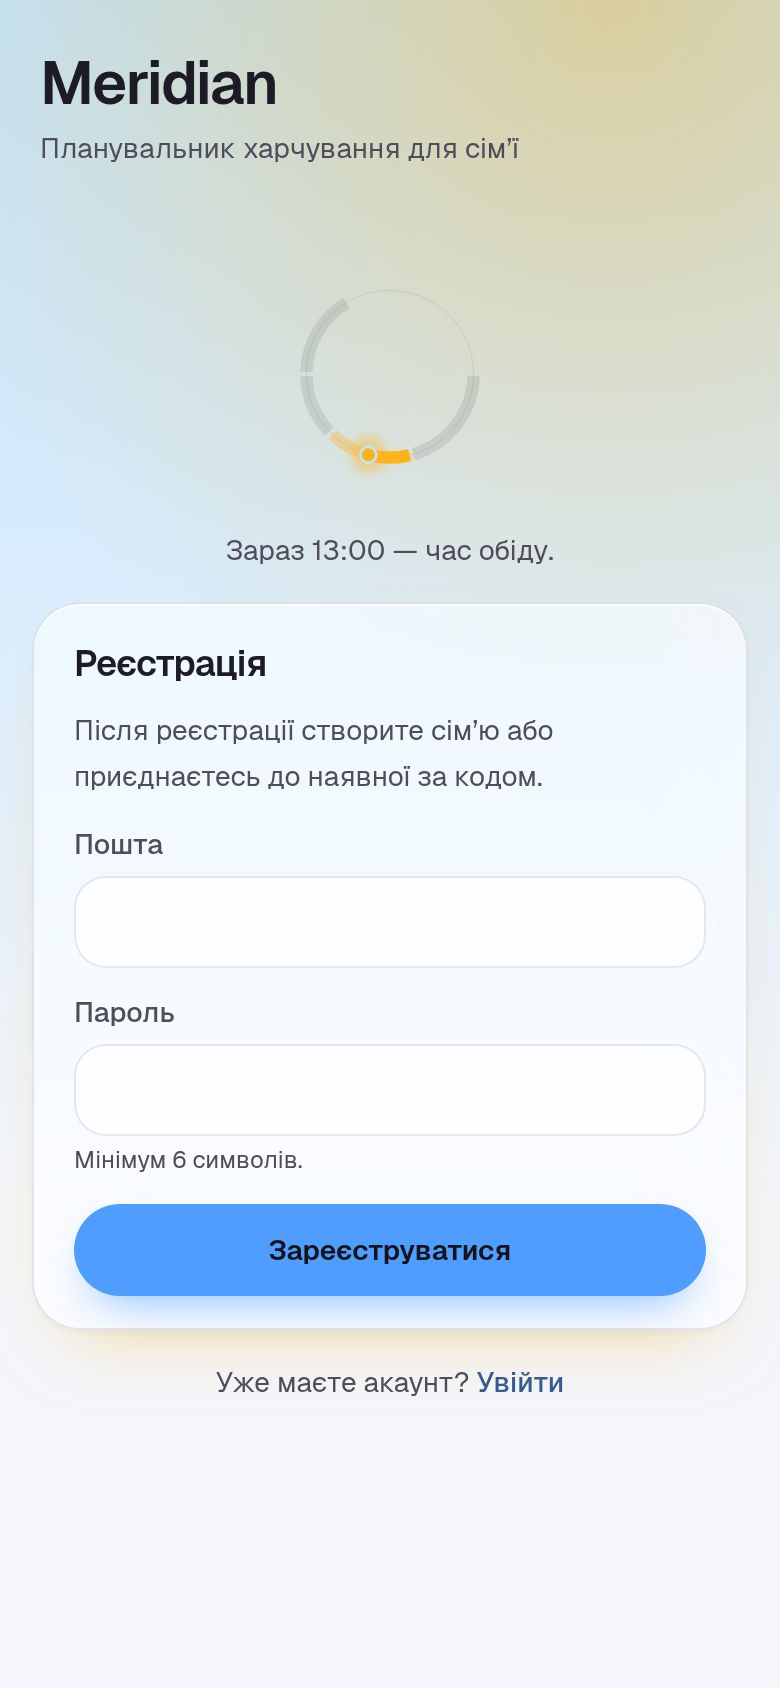 Meridian
Планувальник харчування для сім’ї
Зараз 13:00 — час обіду.
Реєстрація
Після реєстрації створите сім’ю або
приєднаєтесь до наявної за кодом.
Пошта
Пароль
Мінімум 6 символів.
Зареєструватися
Уже маєте акаунт? Увійти